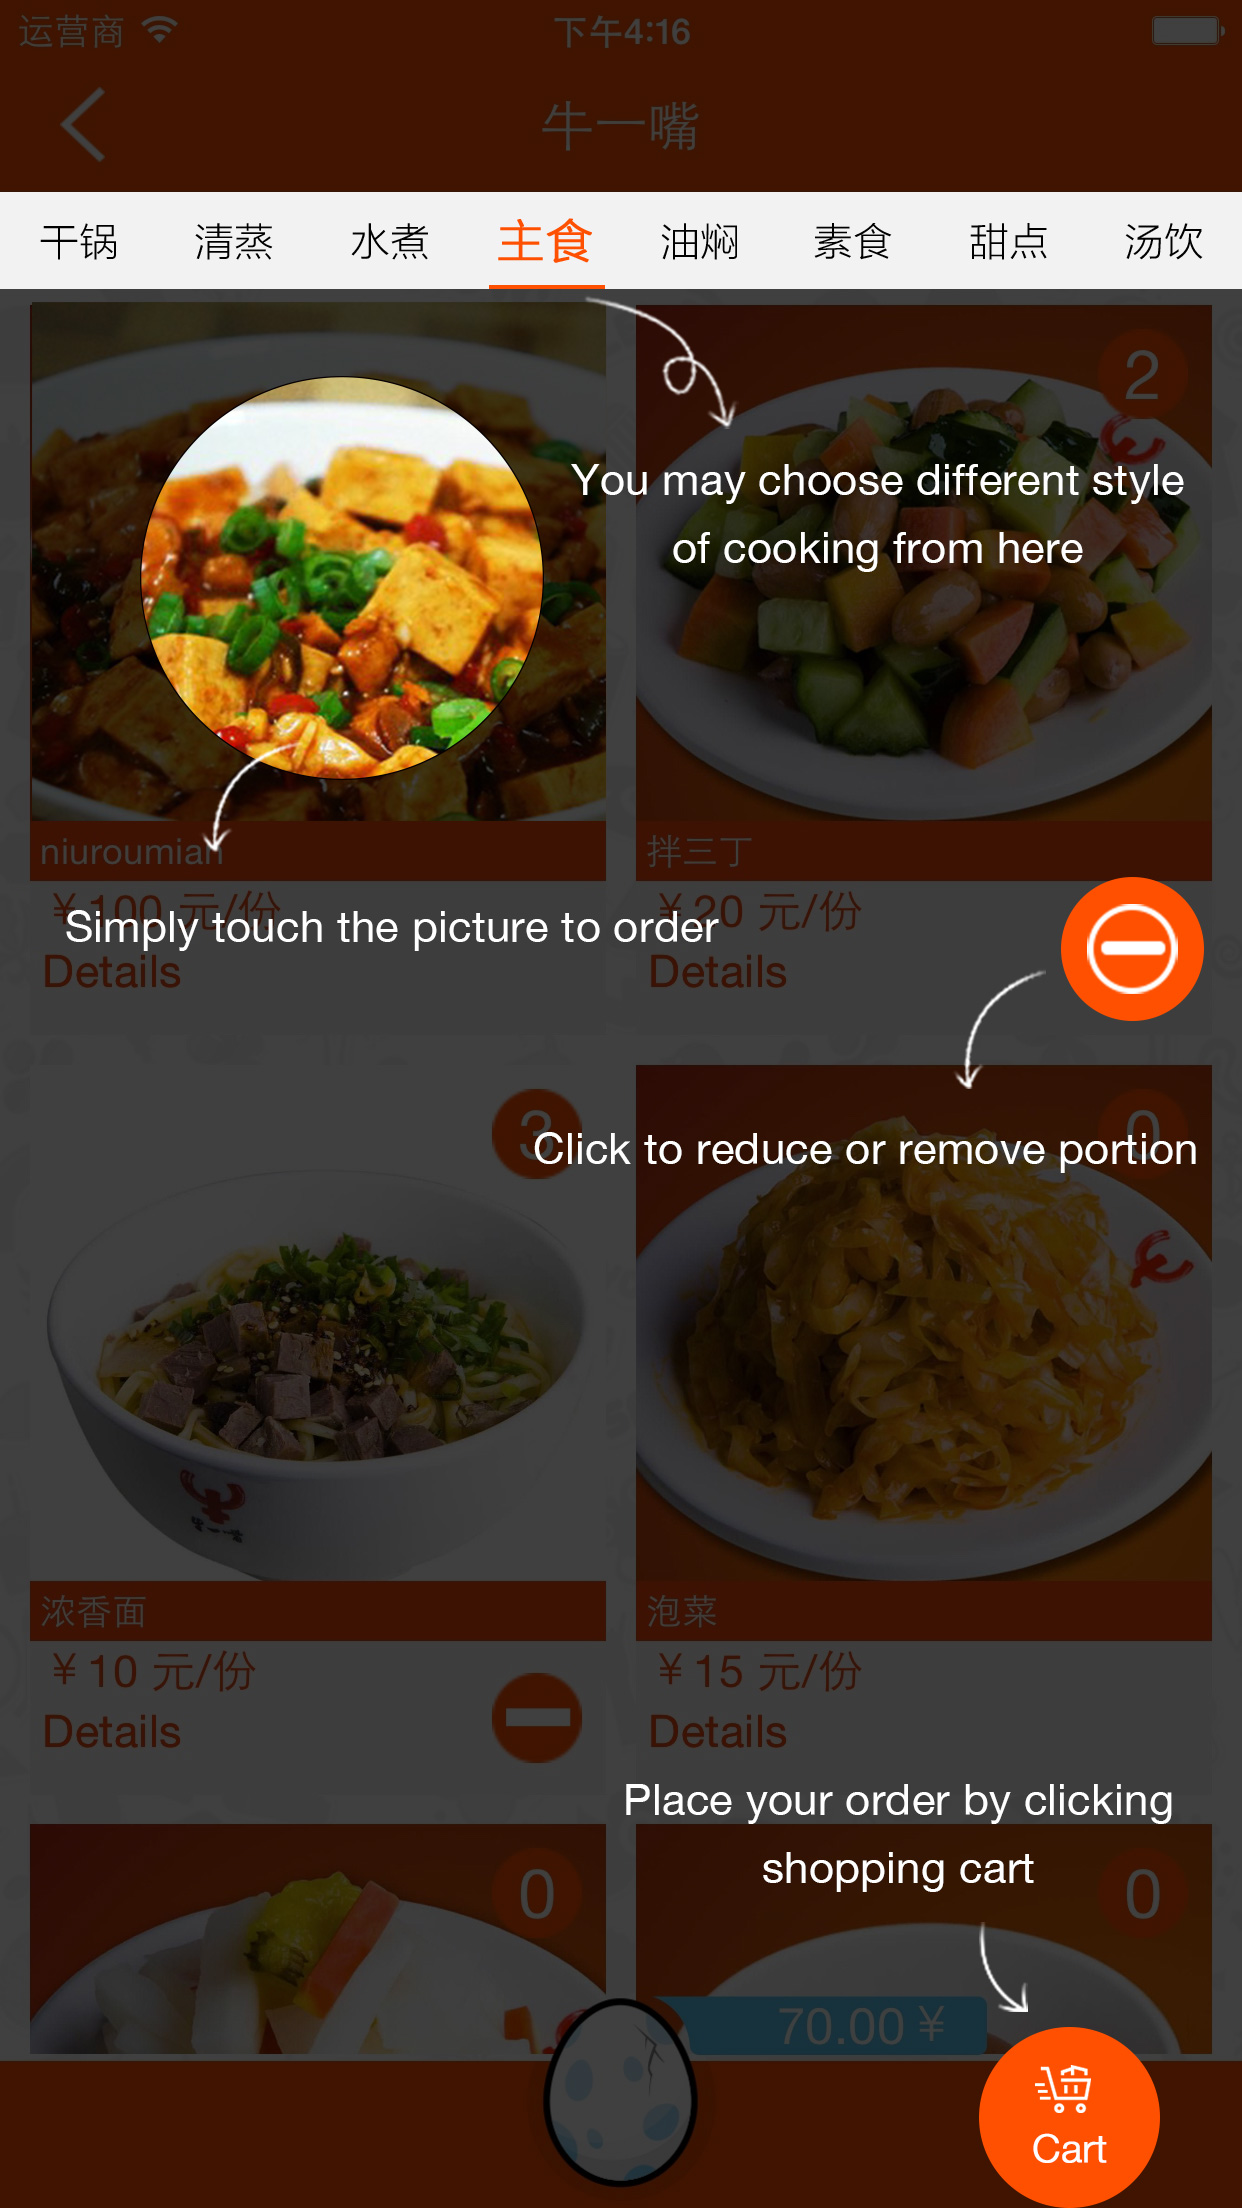 运营商 下午4:16
牛一嘴
干锅 清蒸 水煮 主食 油焖 素食 甜点 汤饮
2
You may choose different style
of cooking from here
niuroumian 拌三丁
￥100 元/份 ￥20 元/份
Simply touch the picture to order
Details Details
3 0
Click to reduce or remove portion
牛一嘴
浓香面 泡菜
￥10 元/份 ￥15 元/份
Details Details
Place your order by clicking
shopping cart
0 0
70.00 ¥
Cart